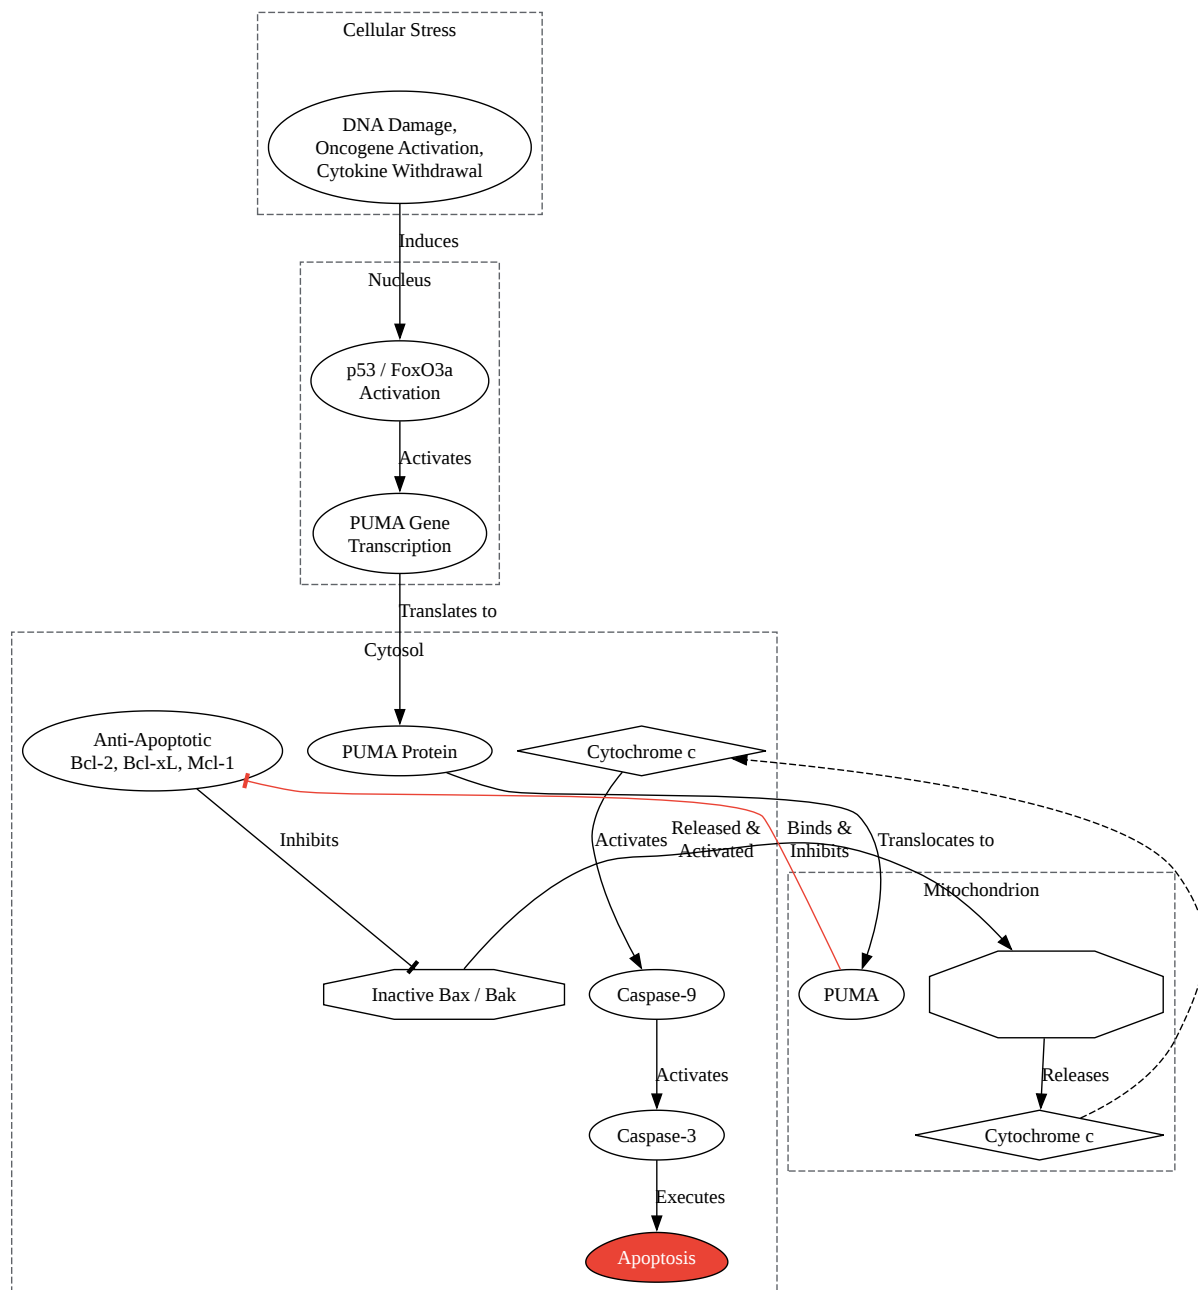 Cellular Stress
DNA Damage,
Oncogene Activation,
Cytokine Withdrawal
Induces
Nucleus
p53 / FoxO3a
Activation
Activates
PUMA Gene
Transcription
Translates to
Cytosol
Anti-Apoptotic
Bcl-2, Bcl-xL, Mcl-1
PUMA Protein
Cytochrome c
Inhibits
Activates
Released &
Activated
Binds &
Inhibits
Translocates to
Mitochondrion
Inactive Bax / Bak
Caspase-9
PUMA
Activates
Releases
Caspase-3
Cytochrome c
Executes
Apoptosis